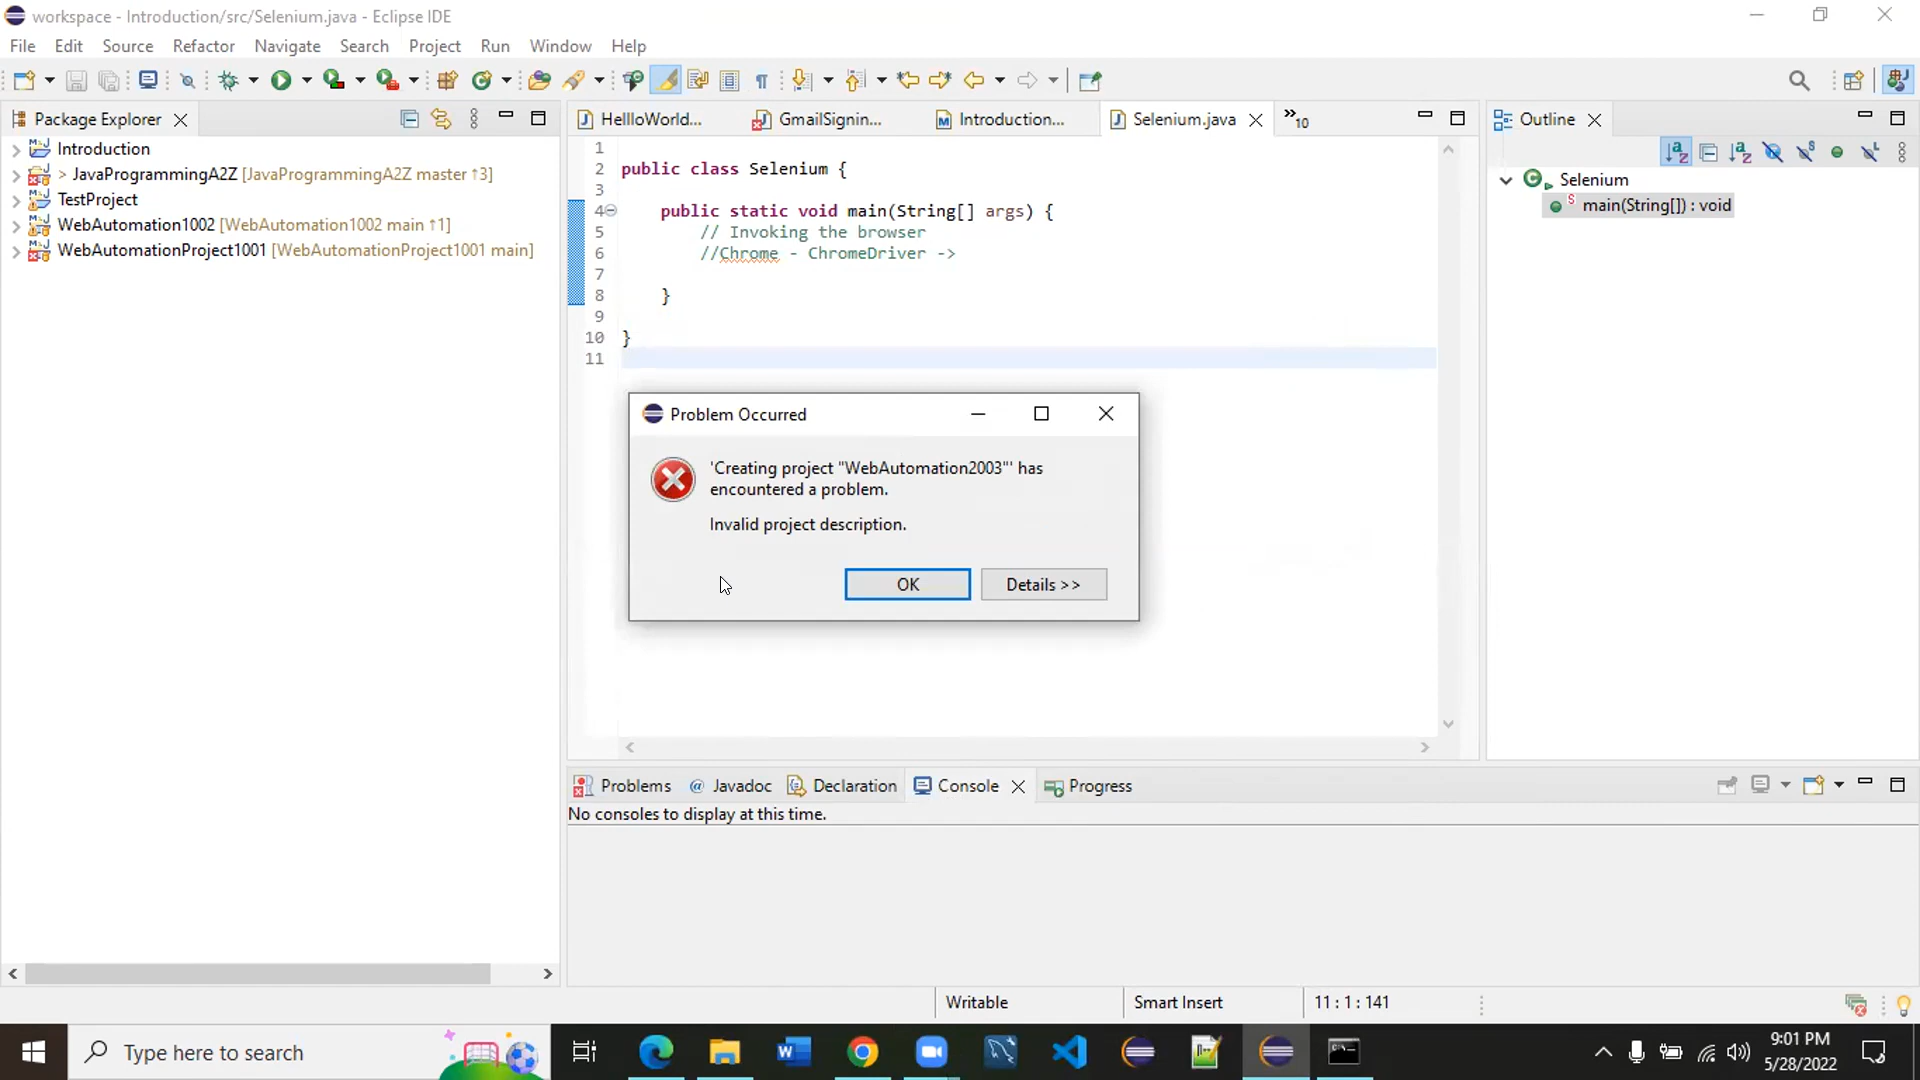 workspace - Introduction/src/Selenium.java - Eclipse IDE
File Edit Source Refactor Navigate Search Project Run Window Help
Package Explorer
Introduction
> JavaProgrammingA2Z [JavaProgrammingA2Z master ↑3]
TestProject
WebAutomation1002 [WebAutomation1002 main ↑1]
WebAutomationProject1001 [WebAutomationProject1001 main]
HellloWorld... GmailSignin... Introduction... Selenium.java »10
1
2 public class Selenium {
3
4 public static void main(String[] args) {
5 // Invoking the browser
6 //Chrome - ChromeDriver ->
7
8 }
9
10 }
11
Outline
Selenium
main(String[]) : void
Problem Occurred
'Creating project "WebAutomation2003"' has
encountered a problem.
Invalid project description.
OK Details >>
Problems Javadoc Declaration Console Progress
No consoles to display at this time.
Writable Smart Insert 11 : 1 : 141
Type here to search
9:01 PM
5/28/2022